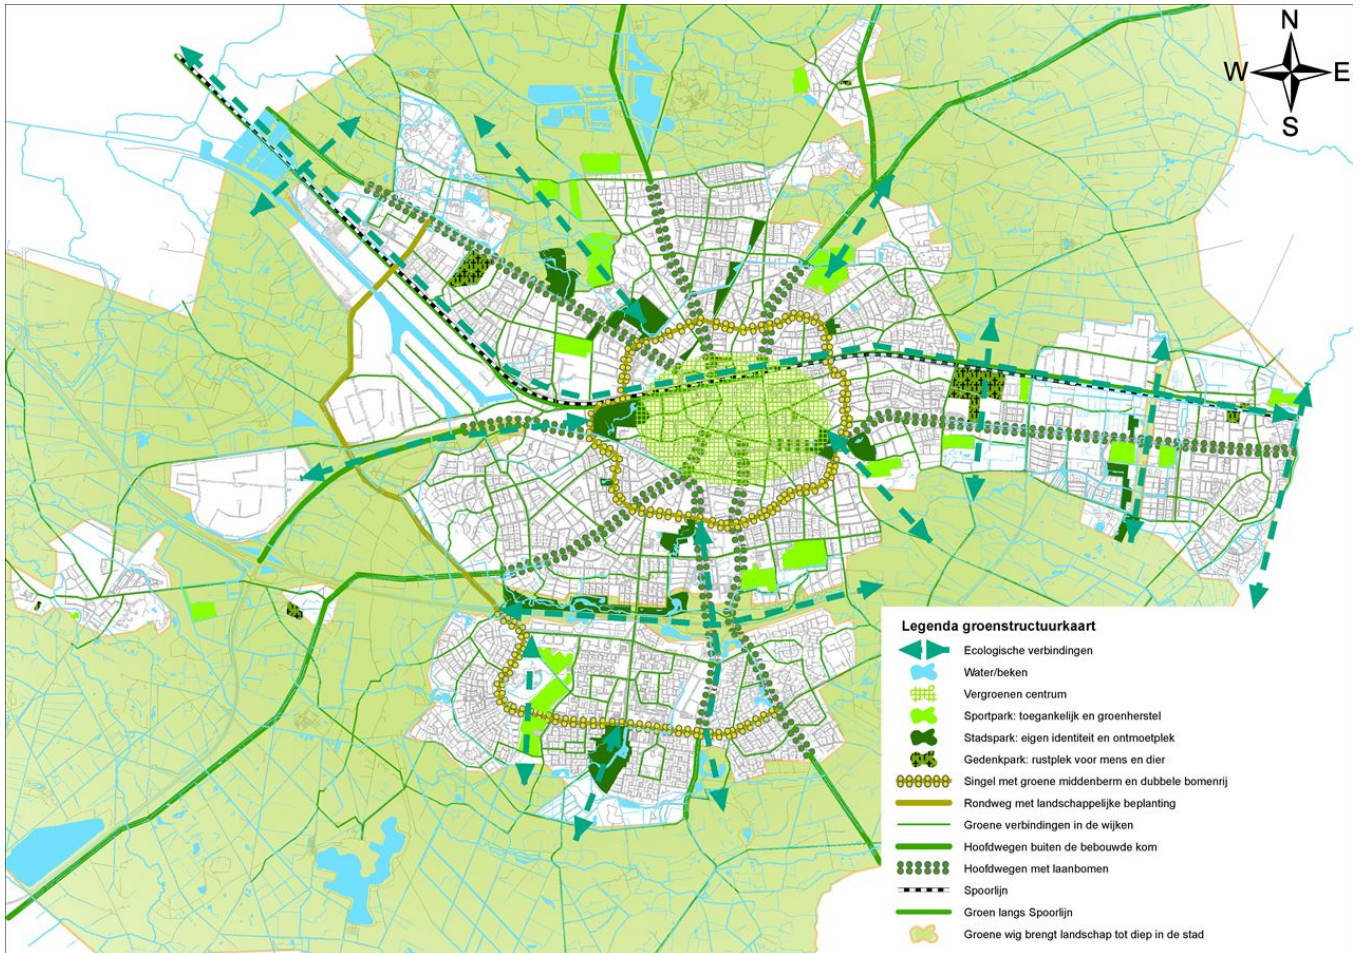 N
W E
S
Legenda groenstructuurkaart
Ecologische verbindingen
Water/beken
Vergroenen centrum
Sportpark: toegankelijk en groenherstel
Stadspark: eigen identiteit en ontmoetplek
Gedenkpark: rustplek voor mens en dier
Singel met groene middenberm en dubbele bomenrij
Rondweg met landschappelijke beplanting
Groene verbindingen in de wijken
Hoofdwegen buiten de bebouwde kom
Hoofdwegen met laanbomen
Spoorlijn
Groen langs Spoorlijn
Groene wig brengt landschap tot diep in de stad